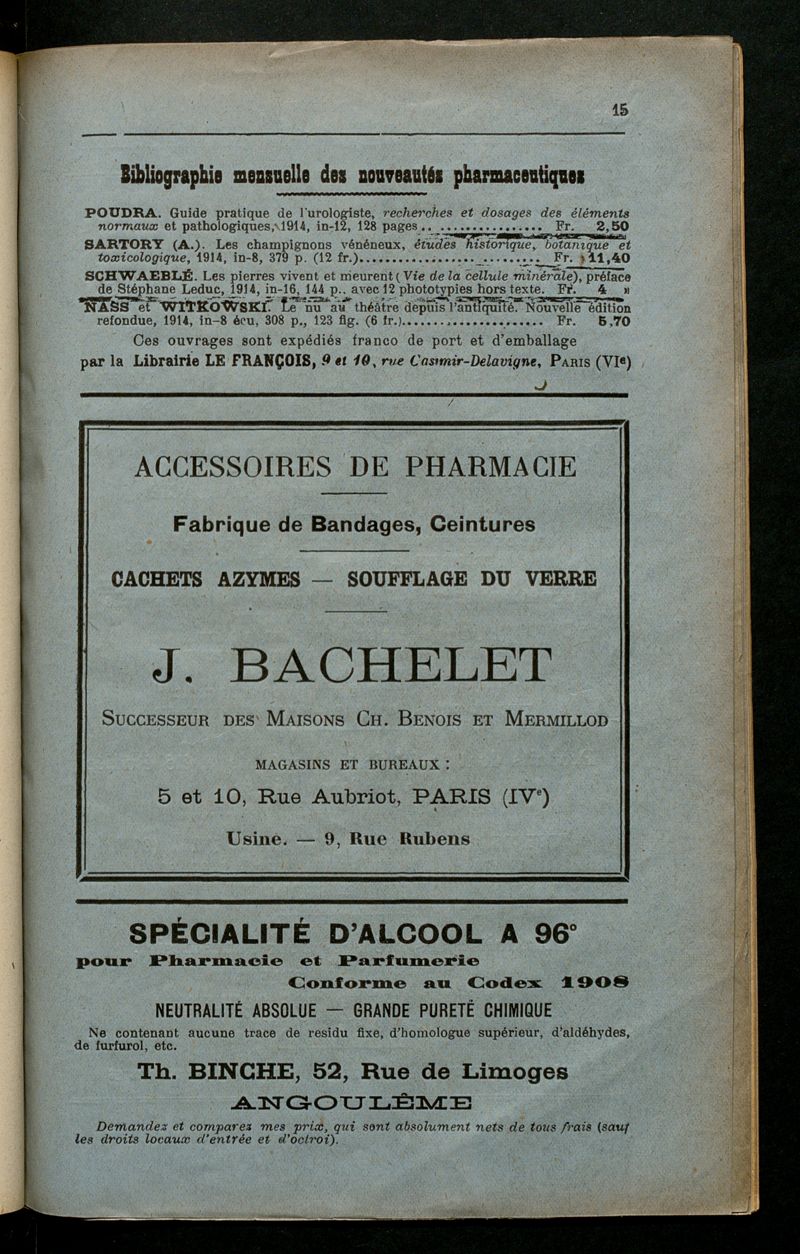 15
Bibliographie mensuelle des nouveautés pharmaceutiques
POUDRA. Guide pratique de l'urologiste, recherches et dosages des éléments
normaux et pathologiques, 1914, in-12, 128 pages .. ................ Fr. 2,50
SARTORY (A.). Les champignons vénéneux, études historique, botanique et
toxicologique, 1914, in-8, 379 p. (12 fr.)............................ Fr. 11,40
SCHWAEBLÉ. Les pierres vivent et meurent (Vie de la cellule minérale), préface
de Stéphane Leduc, 1914, in-16, 144 p., avec 12 phototypies hors texte. Fr. 4 »
NASS et WITKOWSKI. Le nu au théâtre depuis l'antiquité. Nouvelle édition
refondue, 1914, in-8 écu, 308 p., 123 fig. (6 fr.)...................... Fr. 5,70
Ces ouvrages sont expédiés franco de port et d'emballage
par la Librairie LE FRANÇOIS, 9 et 10, rue Casimir-Delavigne, PARIS (VIe)
ACCESSOIRES DE PHARMACIE
Fabrique de Bandages, Ceintures
CACHETS AZYMES — SOUFFLAGE DU VERRE
J. BACHELET
SUCCESSEUR DES MAISONS CH. BENOIS ET MERMILLOD
MAGASINS ET BUREAUX :
5 et 10, Rue Aubriot, PARIS (IVe)
Usine. — 9, Rue Rubens
SPÉCIALITÉ D'ALCOOL A 96°
pour Pharmacie et Parfumerie
Conforme au Codex 1908
NEUTRALITÉ ABSOLUE — GRANDE PURETÉ CHIMIQUE
Ne contenant aucune trace de residu fixe, d'homologue supérieur, d'aldéhydes,
de furfurol, etc.
Th. BINCHE, 52, Rue de Limoges
ANGOULÊME
Demandez et comparez mes prix, qui sont absolument nets de tous frais (sauf
les droits locaux d'entrée et d'octroi).